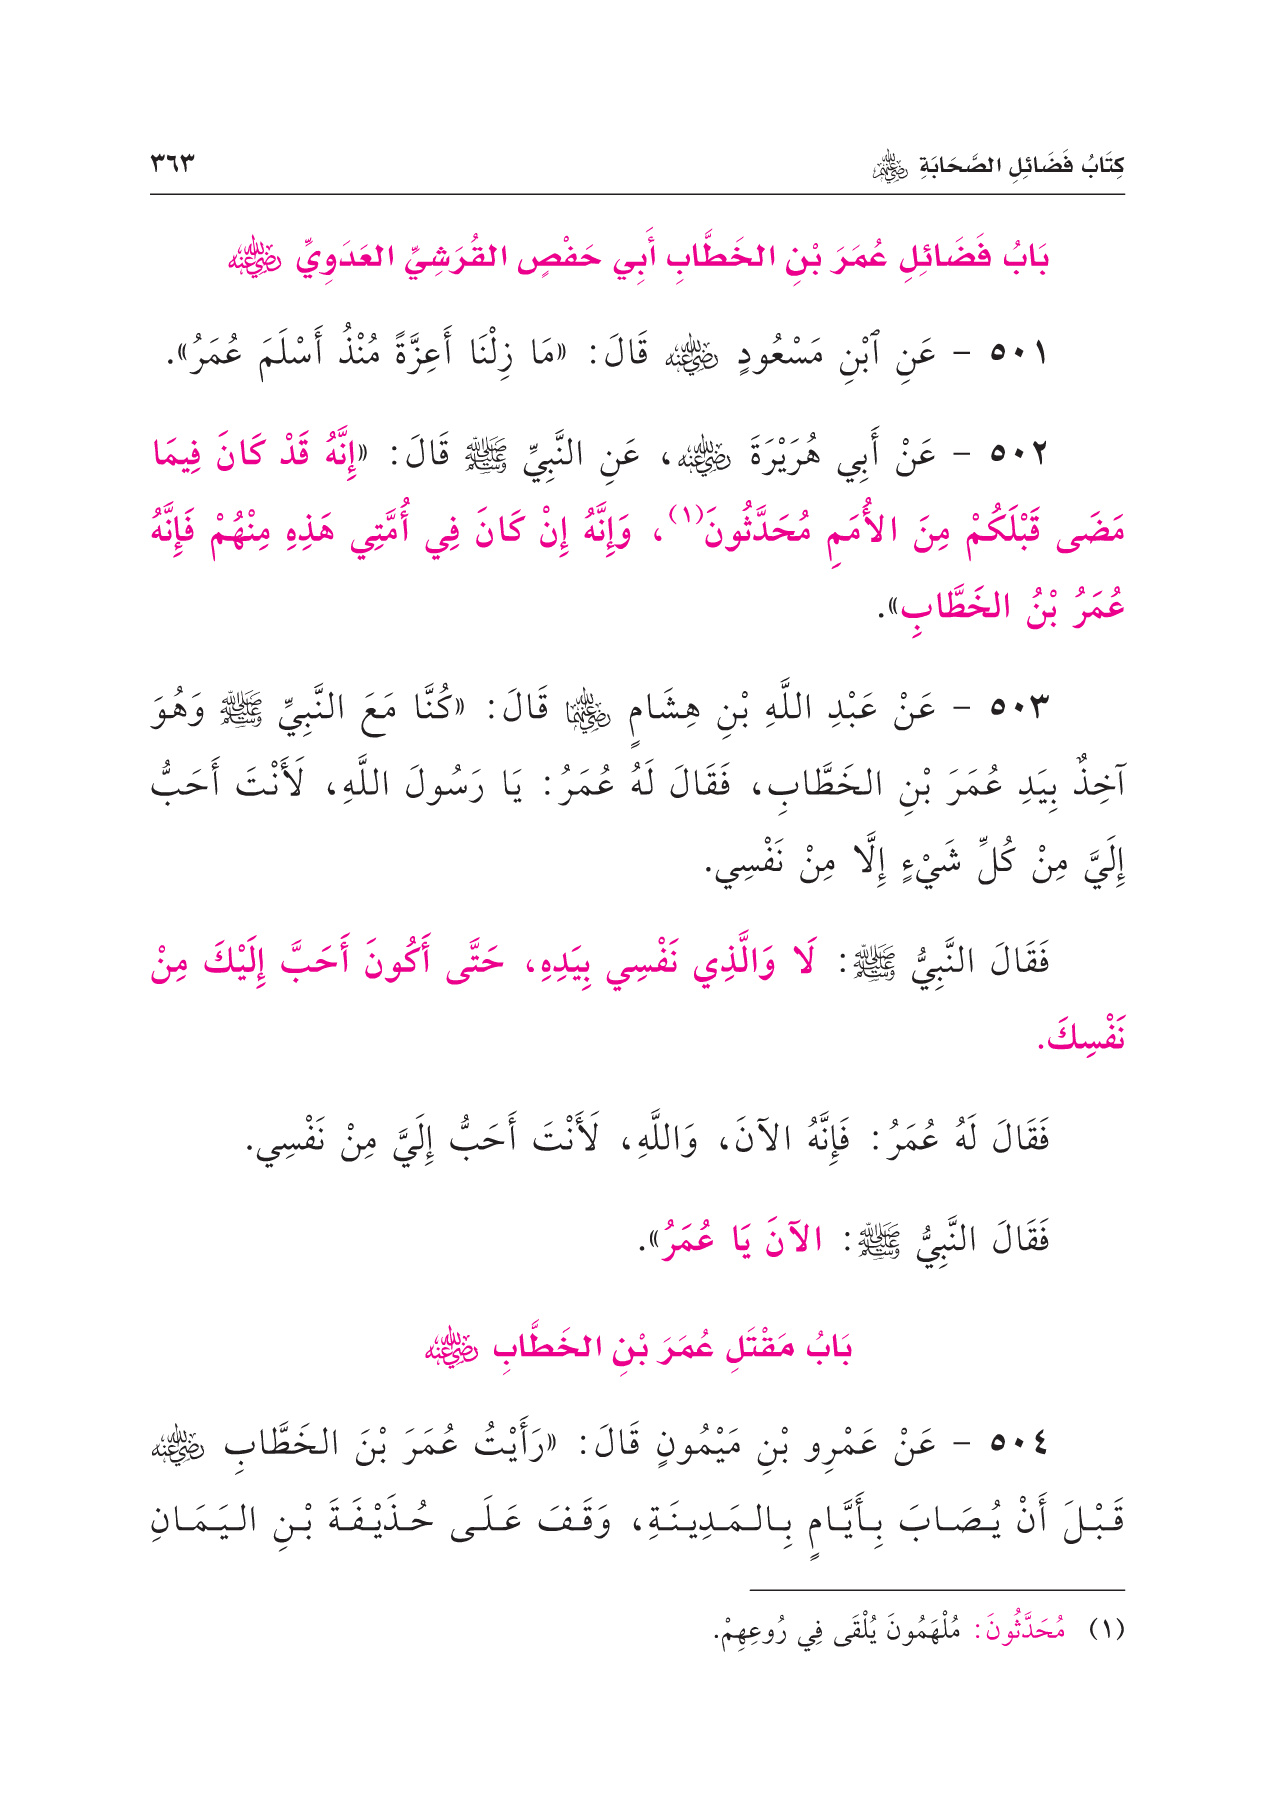 كِتَابُ فَضَائِلِ الصَّحَابَةِ رضي الله عنهم ٣٦٣
بَابُ فَضَائِلِ عُمَرَ بْنِ الخَطَّابِ أَبِي حَفْصٍ القُرَشِيِّ العَدَوِيِّ رضي الله عنه
٥٠١ - عَنِ ٱبْنِ مَسْعُودٍ رضي الله عنه قَالَ: «مَا زِلْنَا أَعِزَّةً مُنْذُ أَسْلَمَ عُمَرُ».
٥٠٢ - عَنْ أَبِي هُرَيْرَةَ رضي الله عنه، عَنِ النَّبِيِّ ﷺ قَالَ: «إِنَّهُ قَدْ كَانَ فِيمَا
مَضَى قَبْلَكُمْ مِنَ الأُمَمِ مُحَدَّثُونَ(١)، وَإِنَّهُ إِنْ كَانَ فِي أُمَّتِي هَذِهِ مِنْهُمْ فَإِنَّهُ
عُمَرُ بْنُ الخَطَّابِ».
٥٠٣ - عَنْ عَبْدِ اللَّهِ بْنِ هِشَامٍ رضي الله عنهما قَالَ: «كُنَّا مَعَ النَّبِيِّ ﷺ وَهُوَ
آخِذٌ بِيَدِ عُمَرَ بْنِ الخَطَّابِ، فَقَالَ لَهُ عُمَرُ: يَا رَسُولَ اللَّهِ، لَأَنْتَ أَحَبُّ
إِلَيَّ مِنْ كُلِّ شَيْءٍ إِلَّا مِنْ نَفْسِي.
فَقَالَ النَّبِيُّ ﷺ: لَا وَالَّذِي نَفْسِي بِيَدِهِ، حَتَّى أَكُونَ أَحَبَّ إِلَيْكَ مِنْ
نَفْسِكَ.
فَقَالَ لَهُ عُمَرُ: فَإِنَّهُ الآنَ، وَاللَّهِ، لَأَنْتَ أَحَبُّ إِلَيَّ مِنْ نَفْسِي.
فَقَالَ النَّبِيُّ ﷺ: الآنَ يَا عُمَرُ».
بَابُ مَقْتَلِ عُمَرَ بْنِ الخَطَّابِ رضي الله عنه
٥٠٤ - عَنْ عَمْرِو بْنِ مَيْمُونٍ قَالَ: «رَأَيْتُ عُمَرَ بْنَ الخَطَّابِ رضي الله عنه
قَبْلَ أَنْ يُصَابَ بِأَيَّامٍ بِالمَدِينَةِ، وَقَفَ عَلَى حُذَيْفَةَ بْنِ اليَمَانِ
(١) مُحَدَّثُونَ: مُلْهَمُونَ يُلْقَى فِي رُوعِهِمْ.